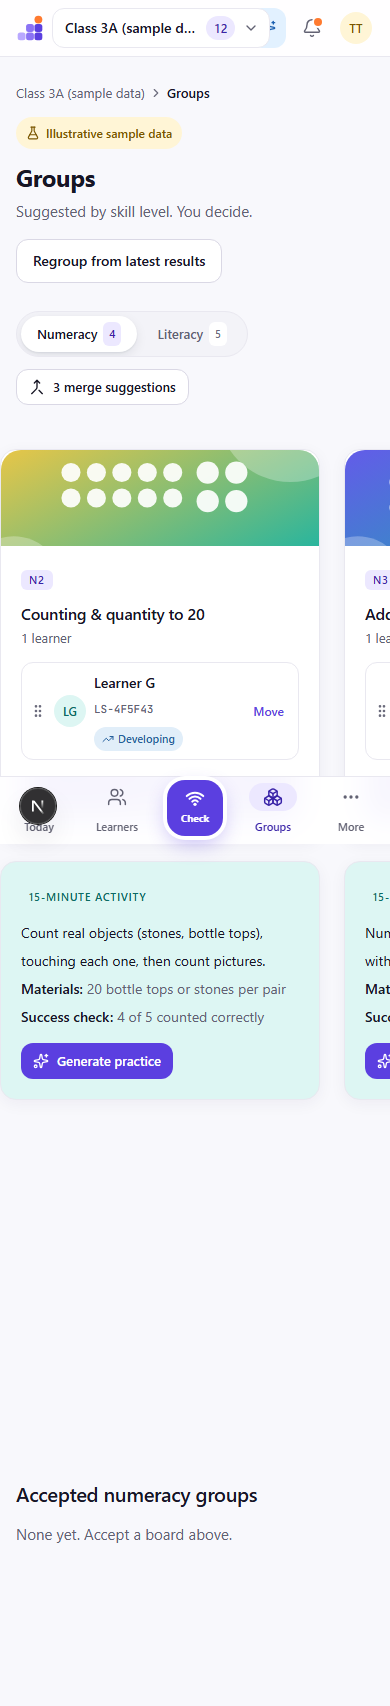 Class 3A (sample d... 12
TT
Class 3A (sample data) > Groups
Illustrative sample data
Groups
Suggested by skill level. You decide.
Regroup from latest results
Numeracy 4 Literacy 5
3 merge suggestions
N2
Counting & quantity to 20
1 learner
Learner G
LG LS-4F5F43 Move
Developing
N3
Add
1 lea
N
Today Learners Check Groups More
15-MINUTE ACTIVITY
Count real objects (stones, bottle tops),
touching each one, then count pictures.
Materials: 20 bottle tops or stones per pair
Success check: 4 of 5 counted correctly
Generate practice
15-
Num
with
Mat
Succ
Accepted numeracy groups
None yet. Accept a board above.